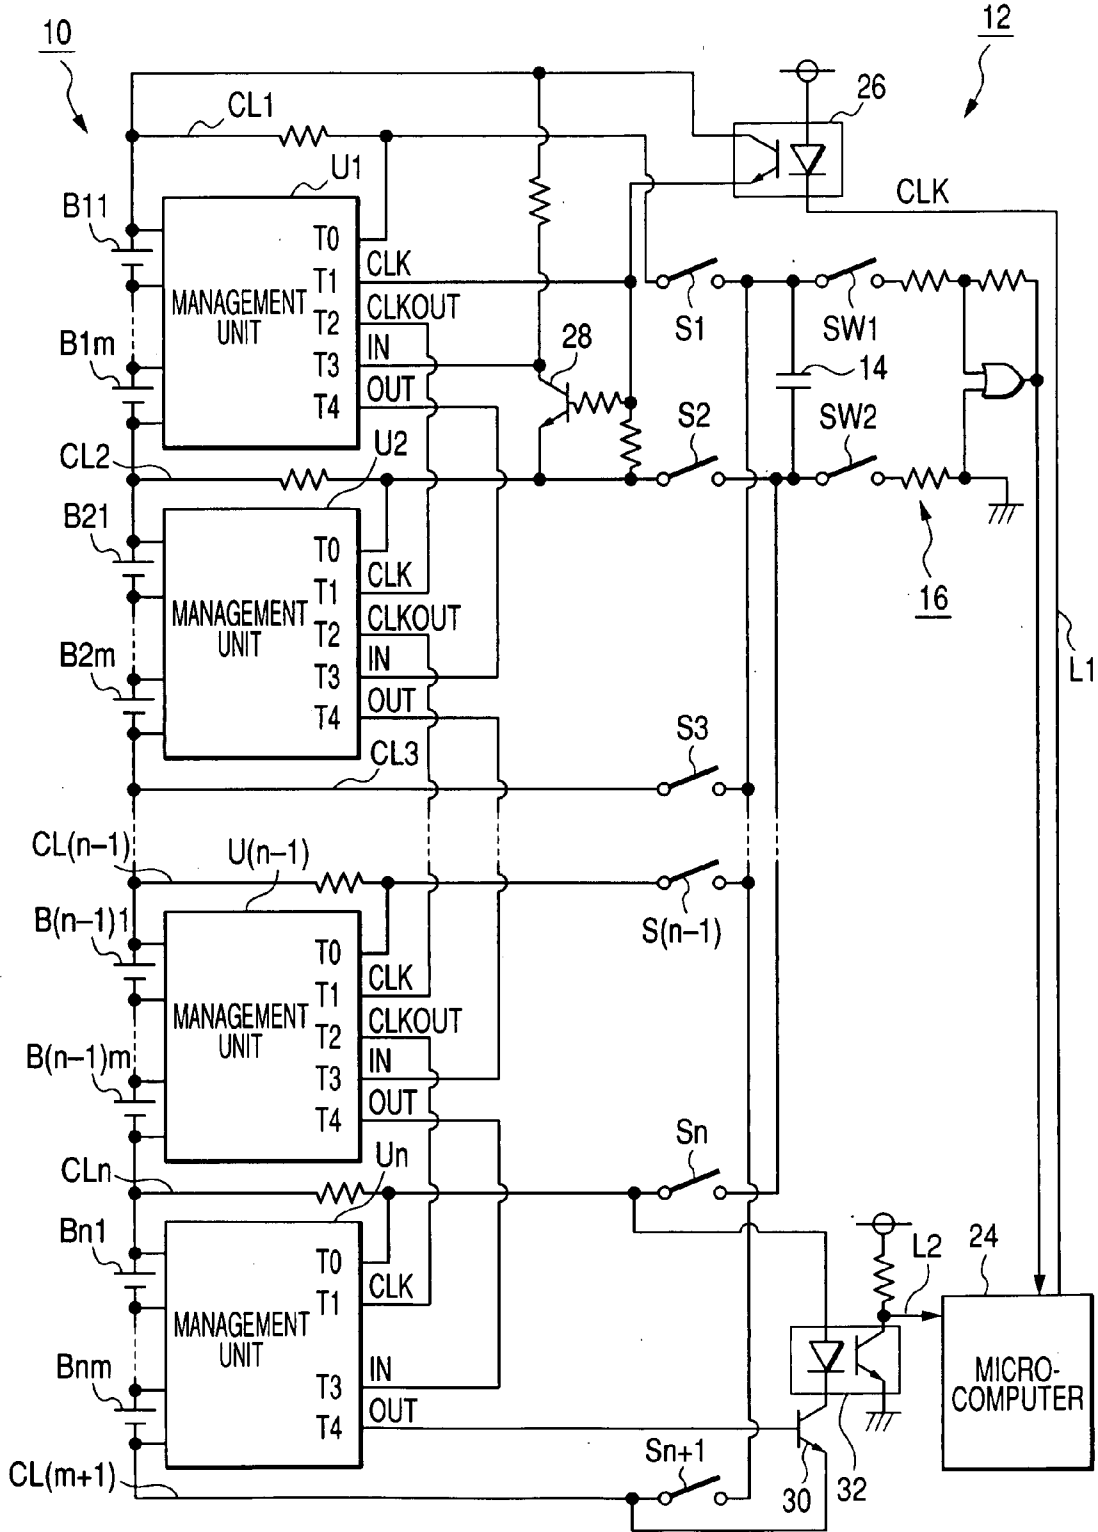 10
12
CL1
26
U1
CLK
B11
T0
CLK
T1
CLKOUT
MANAGEMENT
UNIT
T2
S1
SW1
IN
28
B1m
T3
OUT
14
T4
S2
SW2
U2
CL2
B21
T0
CLK
T1
CLKOUT
16
MANAGEMENT
UNIT
T2
IN
B2m
T3
L1
OUT
T4
S3
CL3
CL(n–1)
U(n–1)
B(n–1)1
S(n–1)
T0
CLK
T1
MANAGEMENT
UNIT
CLKOUT
T2
IN
B(n–1)m
T3
OUT
T4
Sn
Un
CLn
Bn1
T0
L2
24
CLK
T1
MANAGEMENT
UNIT
IN
Bnm
T3
MICRO-
COMPUTER
OUT
T4
Sn+1
CL(m+1)
30
32